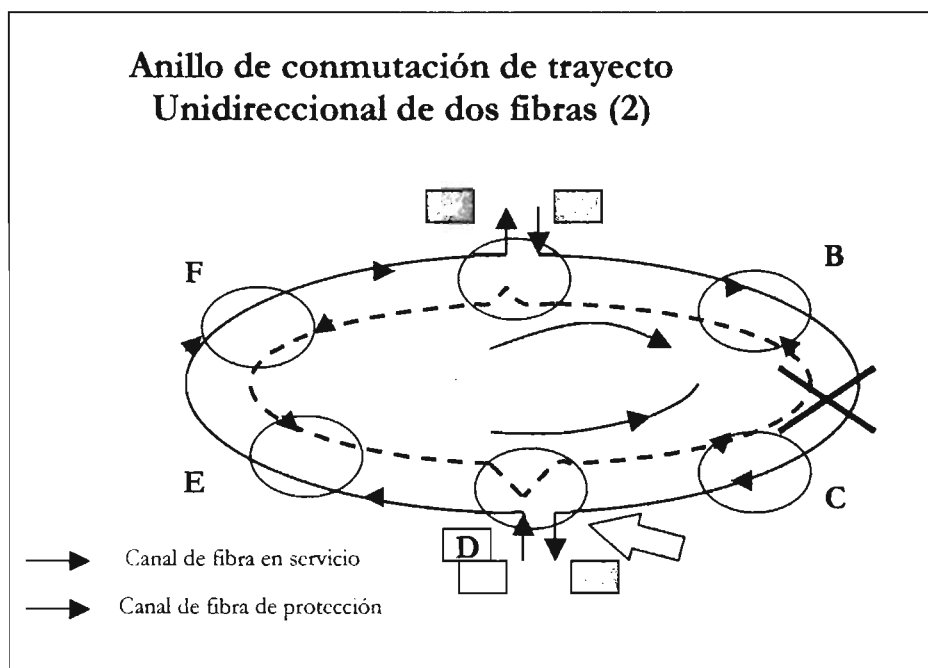 Anillo de conmutación de trayecto
Unidireccional de dos fibras (2)
F
B
E
C
D
Canal de fibra en servicio
Canal de fibra de protección